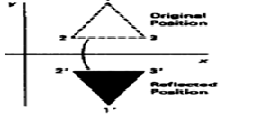 y
Original
Position
2 3
x
2' 3'
Reflected
Position
1'